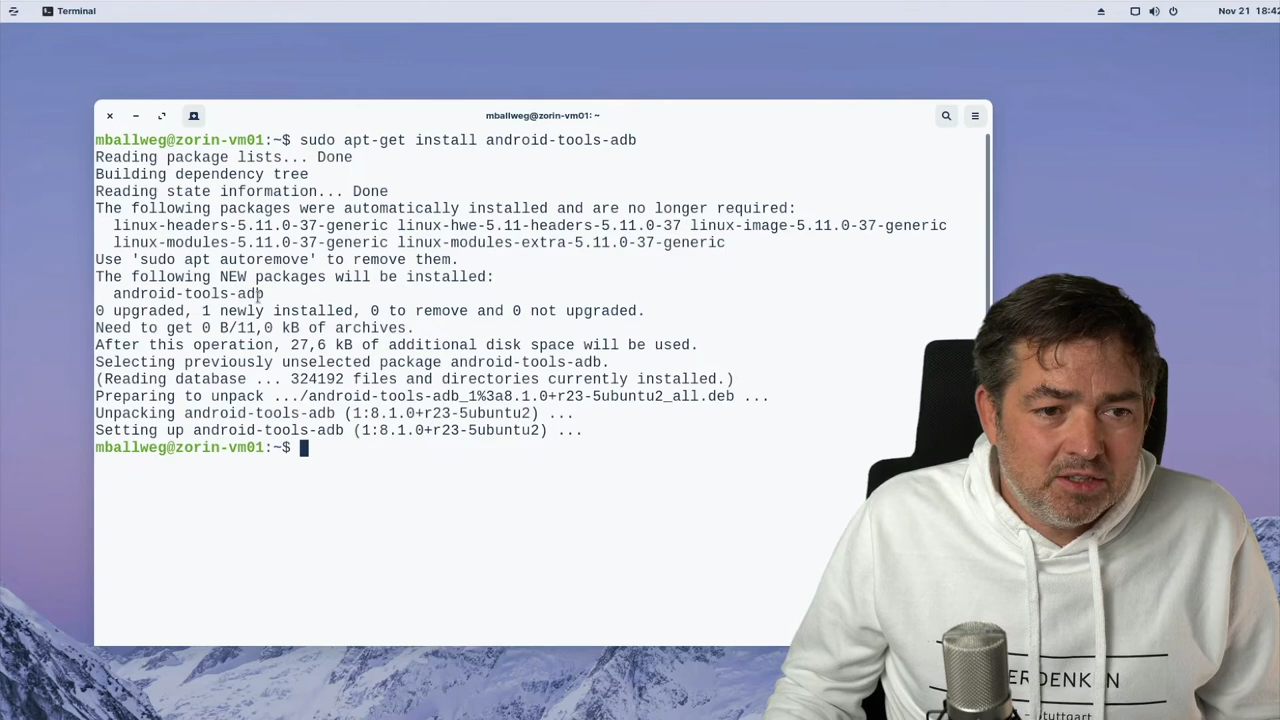 Terminal
Nov 21 18:42
mballweg@zorin-vm01: ~
mballweg@zorin-vm01:~$ sudo apt-get install android-tools-adb
Reading package lists... Done
Building dependency tree
Reading state information... Done
The following packages were automatically installed and are no longer required:
linux-headers-5.11.0-37-generic linux-hwe-5.11-headers-5.11.0-37 linux-image-5.11.0-37-generic
linux-modules-5.11.0-37-generic linux-modules-extra-5.11.0-37-generic
Use 'sudo apt autoremove' to remove them.
The following NEW packages will be installed:
android-tools-adb
0 upgraded, 1 newly installed, 0 to remove and 0 not upgraded.
Need to get 0 B/11,0 kB of archives.
After this operation, 27,6 kB of additional disk space will be used.
Selecting previously unselected package android-tools-adb.
(Reading database ... 324192 files and directories currently installed.)
Preparing to unpack .../android-tools-adb_1%3a8.1.0+r23-5ubuntu2_all.deb ...
Unpacking android-tools-adb (1:8.1.0+r23-5ubuntu2) ...
Setting up android-tools-adb (1:8.1.0+r23-5ubuntu2) ...
mballweg@zorin-vm01:~$